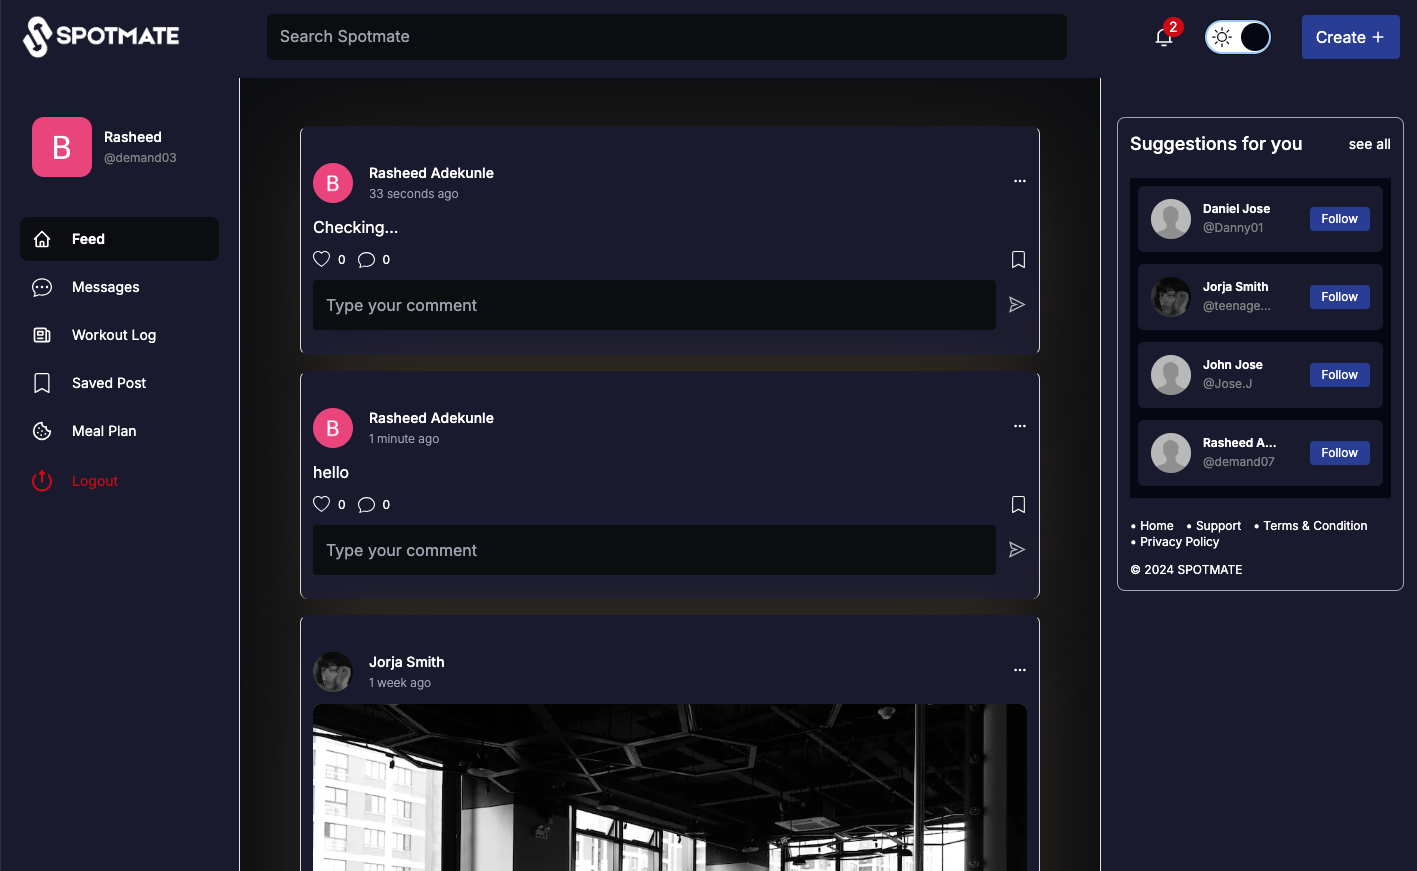 SPOTMATE
Search Spotmate
2
Create +
B
Rasheed
@demand03
Feed
Messages
Workout Log
Saved Post
Meal Plan
Logout
B
Rasheed Adekunle
33 seconds ago
...
Checking...
0 0
Type your comment
B
Rasheed Adekunle
1 minute ago
...
hello
0 0
Type your comment
Jorja Smith
1 week ago
...
Suggestions for you see all
Daniel Jose
@Danny01
Follow
Jorja Smith
@teenage...
Follow
John Jose
@Jose.J
Follow
Rasheed A...
@demand07
Follow
• Home • Support • Terms & Condition
• Privacy Policy
© 2024 SPOTMATE